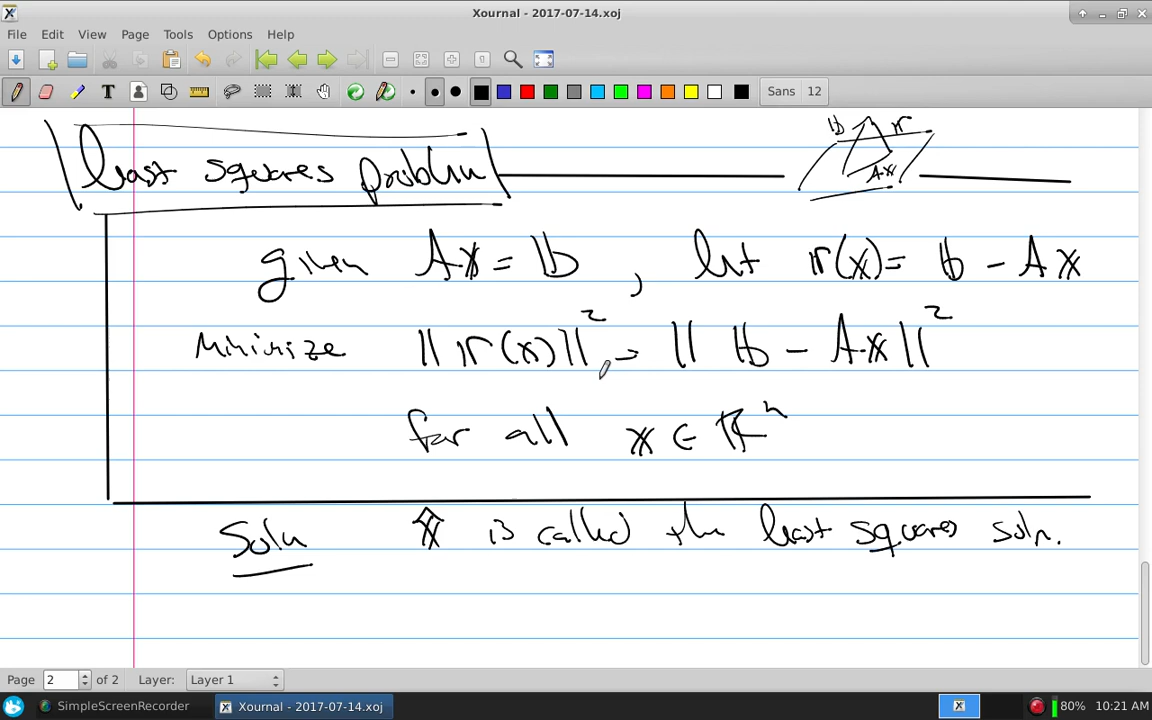 Xournal - 2017-07-14.xoj
File Edit View Page Tools Options Help
Sans 12
b r
Ax
least squares problem
given Ax = b , let r(x) = b - Ax
Minimize ||r(x)||² = ||b - Ax||²
for all x ∈ ℝⁿ
Soln x̂ is called the least squares soln.
Page 2 of 2 Layer: Layer 1
SimpleScreenRecorder Xournal - 2017-07-14.xoj 80% 10:21 AM